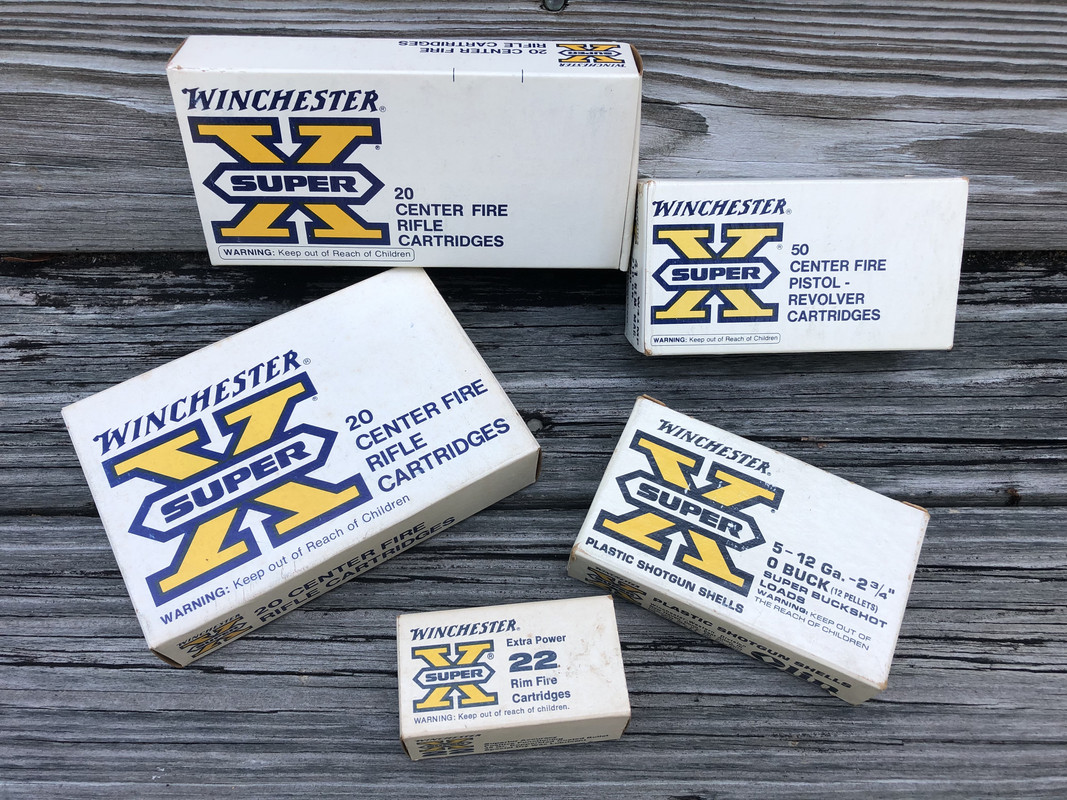 20 CENTER FIRE
RIFLE CARTRIDGES
SUPER
X
WINCHESTER
WINCHESTER®
X®
SUPER
20
CENTER FIRE
RIFLE
CARTRIDGES
WARNING: Keep out of Reach of Children
WINCHESTER®
X®
SUPER
50
CENTER FIRE
PISTOL -
REVOLVER
CARTRIDGES
WARNING: Keep out of Reach of Children
WINCHESTER®
X®
SUPER
20
CENTER FIRE
RIFLE
CARTRIDGES
WARNING: Keep out of Reach of Children
20 CENTER FIRE
RIFLE CARTRIDGES
WINCHESTER®
X®
SUPER
PLASTIC SHOTGUN SHELLS
5-12 Ga.-2 3/4"
0 BUCK (12 PELLETS)
SUPER BUCKSHOT
LOADS
WARNING: KEEP OUT OF
THE REACH OF CHILDREN
PLASTIC SHOTGUN SHELLS
WINCHESTER®
X®
SUPER
Extra Power
22
Rim Fire
Cartridges
WARNING: Keep out of reach of children.